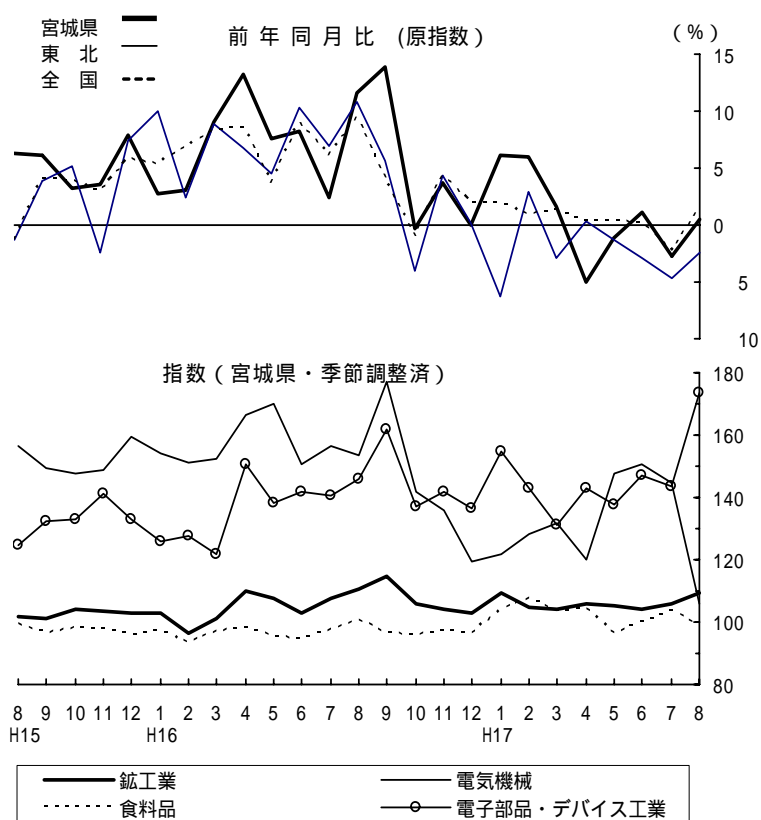 宮城県
東 北
全 国
前 年 同 月 比 (原指数)
(%)
15
10
5
0
5
10
指数(宮城県・季節調整済)
180
160
140
120
100
80
8 9 10 11 12 1 2 3 4 5 6 7 8 9 10 11 12 1 2 3 4 5 6 7 8
H15 H16 H17
鉱工業 電気機械
食料品 電子部品・デバイス工業